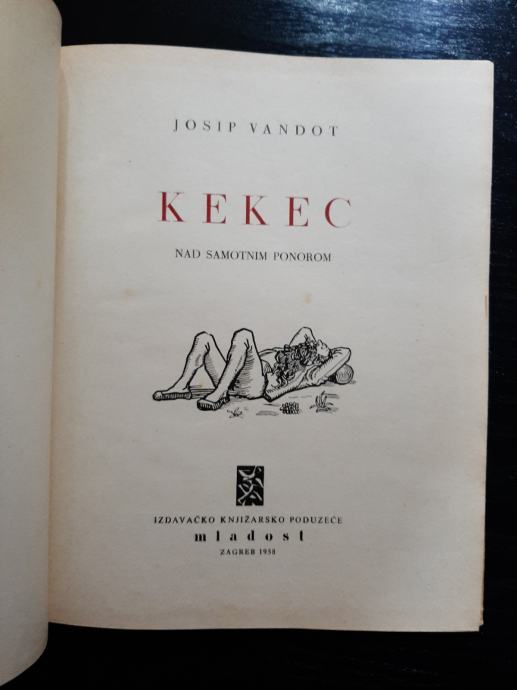 JOSIP VANDOT
KEKEC
NAD SAMOTNIM PONOROM
IZDAVAČKO KNJIŽARSKO PODUZEĆE
mladost
ZAGREB 1958